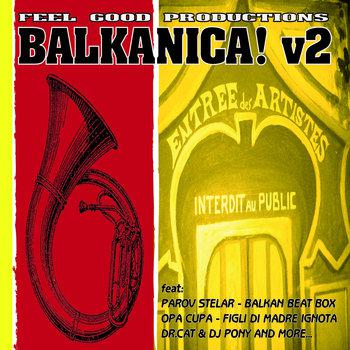 FEEL GOOD PRODUCTIONS
BALKANICA! v2
ENTREE des ARTISTES
INTERDIT AU PUBLIC
feat:
PAROV STELAR - BALKAN BEAT BOX
OPA CUPA - FIGLI DI MADRE IGNOTA
DR.CAT & DJ PONY AND MORE...